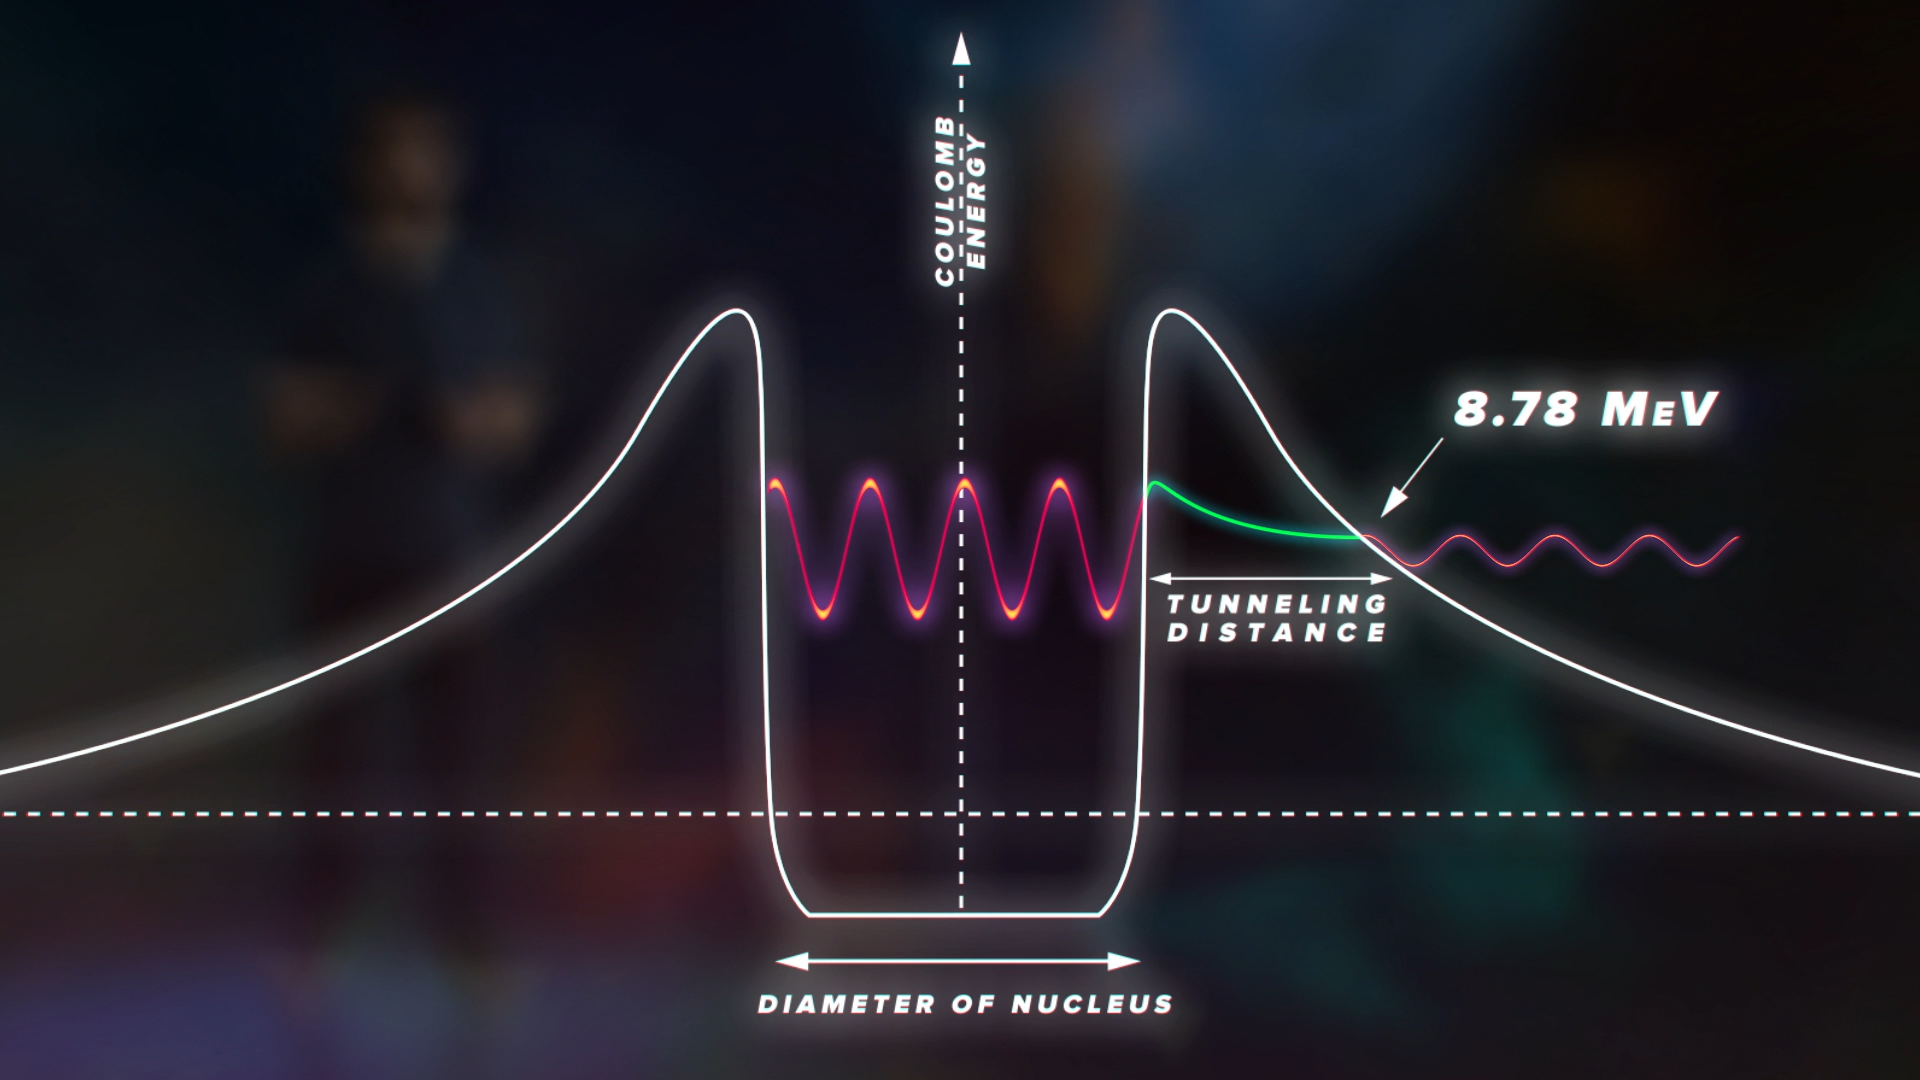 COULOMB
ENERGY
8.78 MeV
TUNNELING
DISTANCE
DIAMETER OF NUCLEUS